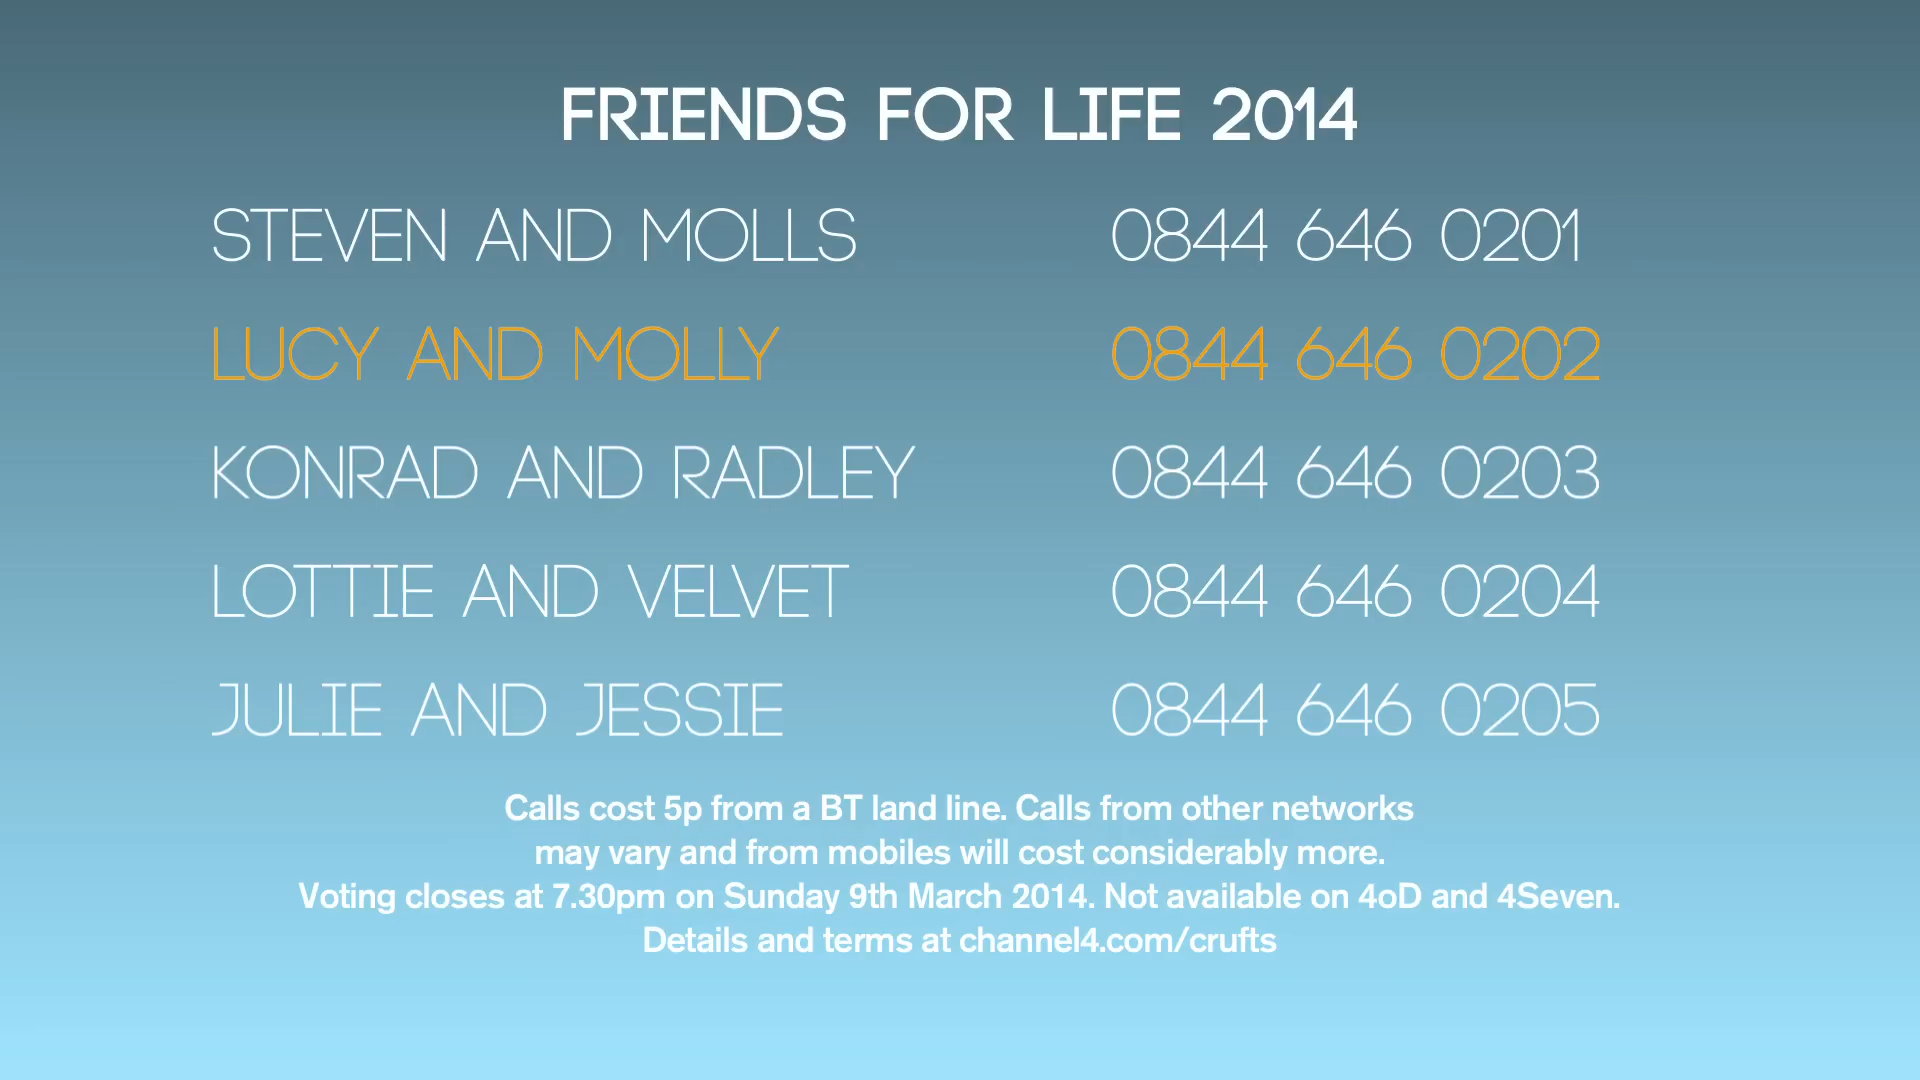 FRIENDS FOR LIFE 2014
STEVEN AND MOLLS 0844 646 0201
LUCY AND MOLLY 0844 646 0202
KONRAD AND RADLEY 0844 646 0203
LOTTIE AND VELVET 0844 646 0204
JULIE AND JESSIE 0844 646 0205
Calls cost 5p from a BT land line. Calls from other networks
may vary and from mobiles will cost considerably more.
Voting closes at 7.30pm on Sunday 9th March 2014. Not available on 4oD and 4Seven.
Details and terms at channel4.com/crufts